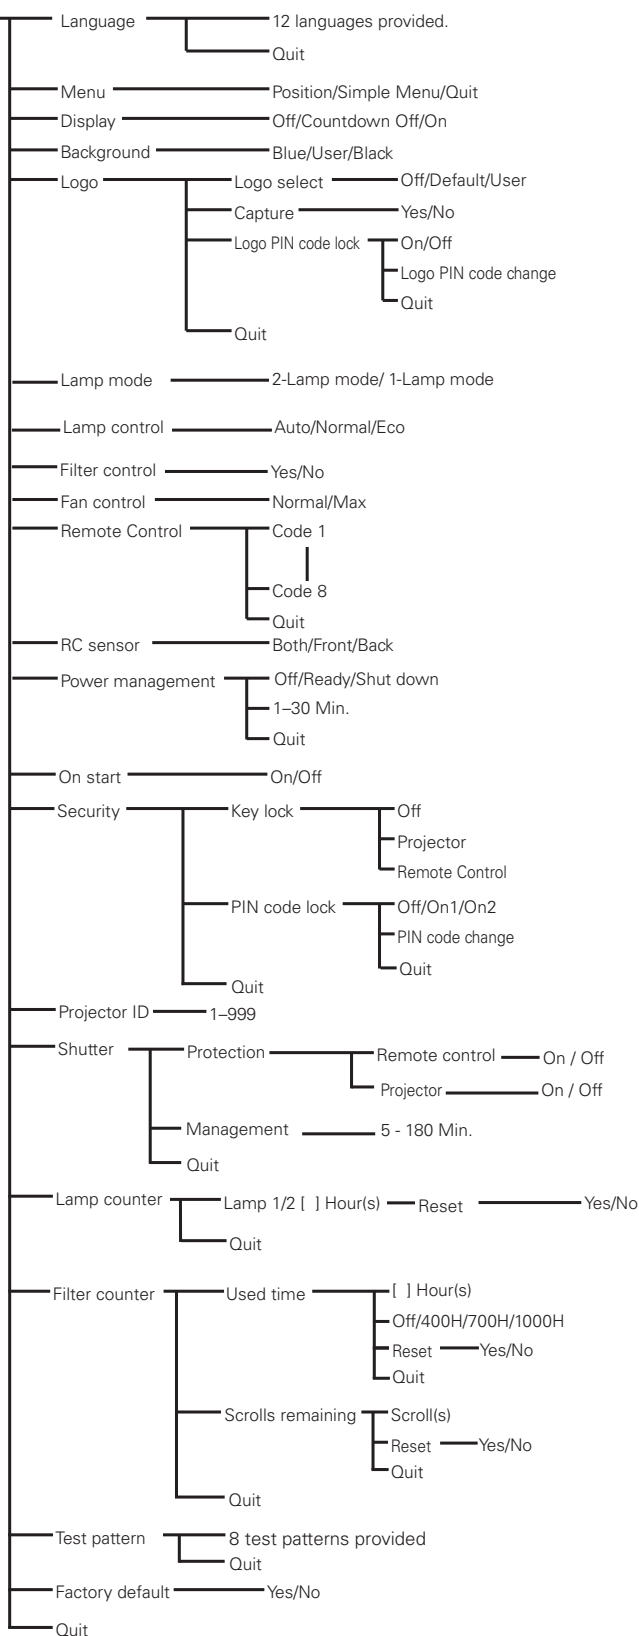 Language 12 languages provided.
Quit
Menu Position/Simple Menu/Quit
Display Off/Countdown Off/On
Background Blue/User/Black
Logo Logo select Off/Default/User
Capture Yes/No
Logo PIN code lock On/Off
Logo PIN code change
Quit
Quit
Lamp mode 2-Lamp mode/ 1-Lamp mode
Lamp control Auto/Normal/Eco
Filter control Yes/No
Fan control Normal/Max
Remote Control Code 1
Code 8
Quit
RC sensor Both/Front/Back
Power management Off/Ready/Shut down
1–30 Min.
Quit
On start On/Off
Security Key lock Off
Projector
Remote Control
PIN code lock Off/On1/On2
PIN code change
Quit
Quit
Projector ID 1–999
Shutter Protection Remote control On / Off
Projector On / Off
Management 5 - 180 Min.
Quit
Lamp counter Lamp 1/2 [ ] Hour(s) Reset Yes/No
Quit
Filter counter Used time [ ] Hour(s)
Off/400H/700H/1000H
Reset Yes/No
Quit
Scrolls remaining Scroll(s)
Reset Yes/No
Quit
Quit
Test pattern 8 test patterns provided
Quit
Factory default Yes/No
Quit